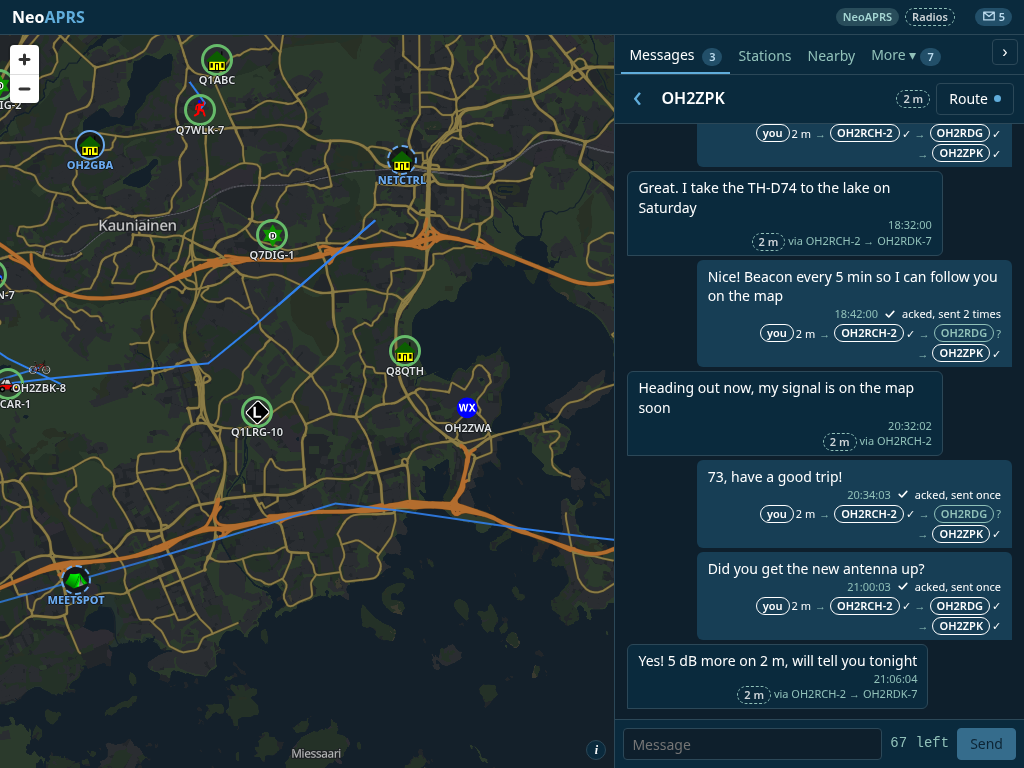 NeoAPRS
NeoAPRS
Radios
5
+
−
Q1ABC
IG-2
Q7WLK-7
OH2GBA
NETCTRL
Kauniainen
D
Q7DIG-1
N-7
Q8QTH
OH2ZBK-8
CAR-1
L
Q1LRG-10
WX
OH2ZWA
MEETSPOT
Miessaari
i
Messages 3
Stations
Nearby
More ▾ 7
›
OH2ZPK
2 m
Route
you 2 m → OH2RCH-2 ✓ → OH2RDG ✓
→ OH2ZPK ✓
Great. I take the TH-D74 to the lake on
Saturday
18:32:00
2 m via OH2RCH-2 → OH2RDK-7
Nice! Beacon every 5 min so I can follow you
on the map
18:42:00 ✓ acked, sent 2 times
you 2 m → OH2RCH-2 ✓ → OH2RDG ?
→ OH2ZPK ✓
Heading out now, my signal is on the map
soon
20:32:02
2 m via OH2RCH-2
73, have a good trip!
20:34:03 ✓ acked, sent once
you 2 m → OH2RCH-2 ✓ → OH2RDG ?
→ OH2ZPK ✓
Did you get the new antenna up?
21:00:03 ✓ acked, sent once
you 2 m → OH2RCH-2 ✓ → OH2RDG ✓
→ OH2ZPK ✓
Yes! 5 dB more on 2 m, will tell you tonight
21:06:04
2 m via OH2RCH-2 → OH2RDK-7
Message
67 left
Send